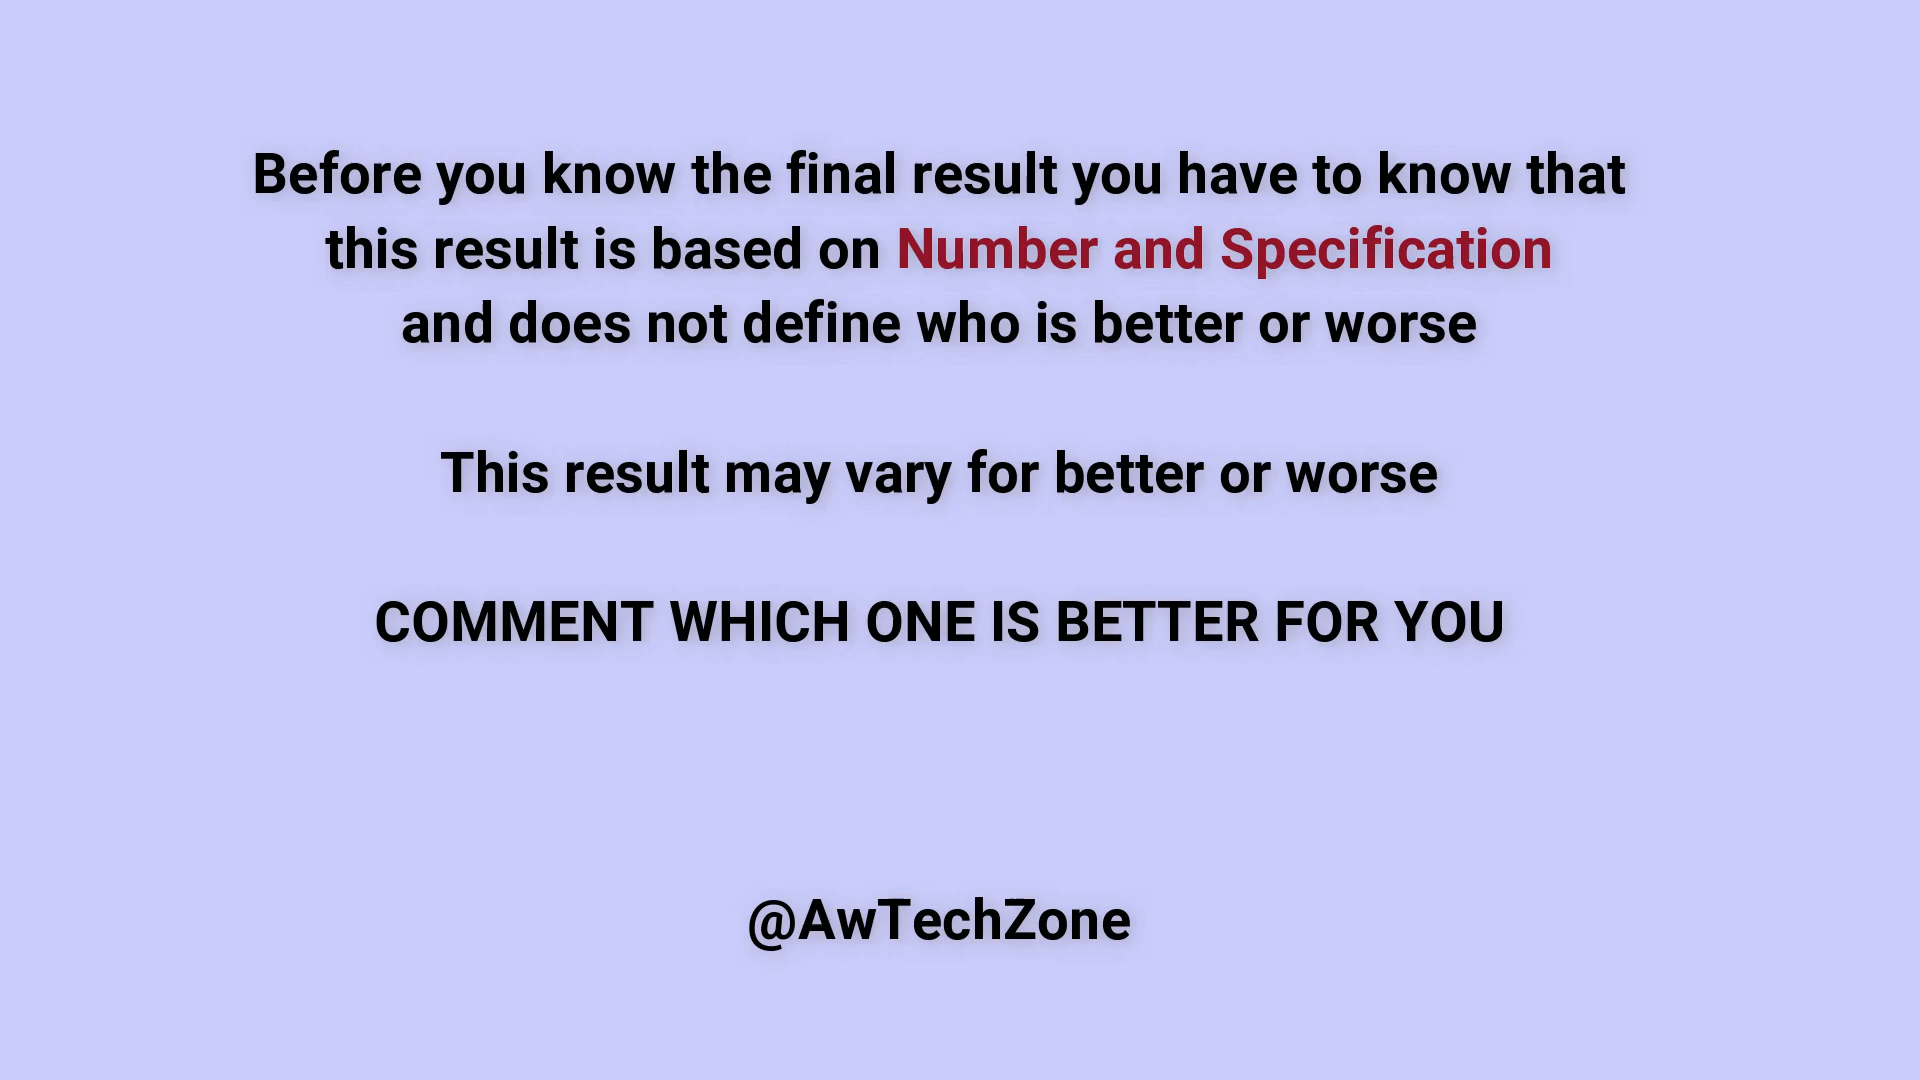 Before you know the final result you have to know that
this result is based on Number and Specification
and does not define who is better or worse
This result may vary for better or worse
COMMENT WHICH ONE IS BETTER FOR YOU
@AwTechZone